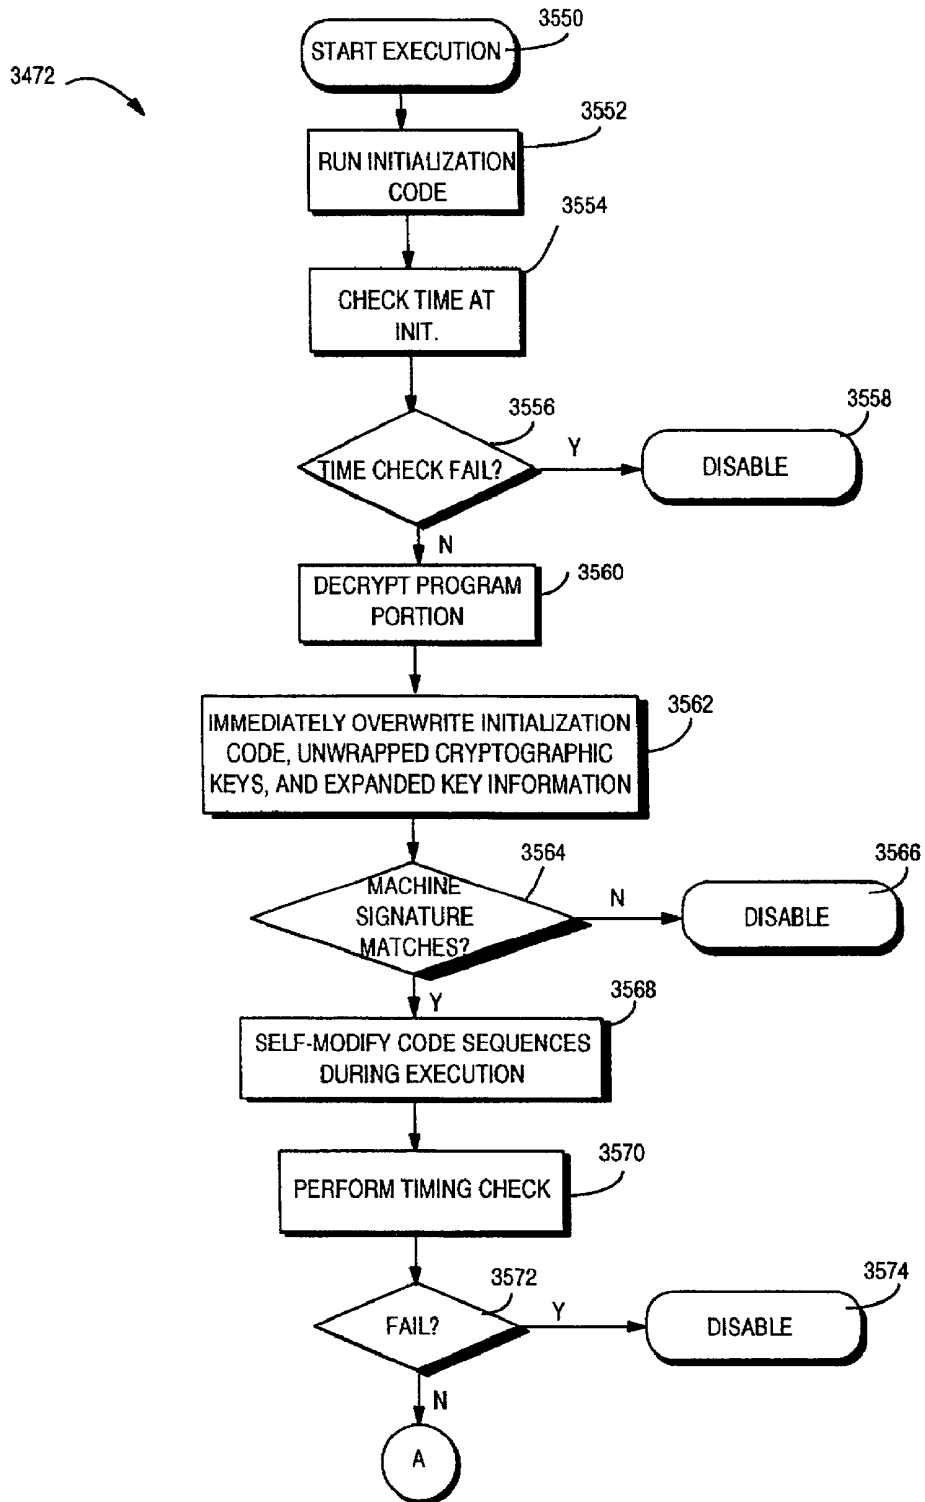 3550
START EXECUTION
3472
3552
RUN INITIALIZATION
CODE
3554
CHECK TIME AT
INIT.
3556
3558
TIME CHECK FAIL?
Y
DISABLE
N
3560
DECRYPT PROGRAM
PORTION
3562
IMMEDIATELY OVERWRITE INITIALIZATION
CODE, UNWRAPPED CRYPTOGRAPHIC
KEYS, AND EXPANDED KEY INFORMATION
3564
3566
MACHINE
SIGNATURE
MATCHES?
N
DISABLE
Y
3568
SELF-MODIFY CODE SEQUENCES
DURING EXECUTION
3570
PERFORM TIMING CHECK
3572
3574
FAIL?
Y
DISABLE
N
A